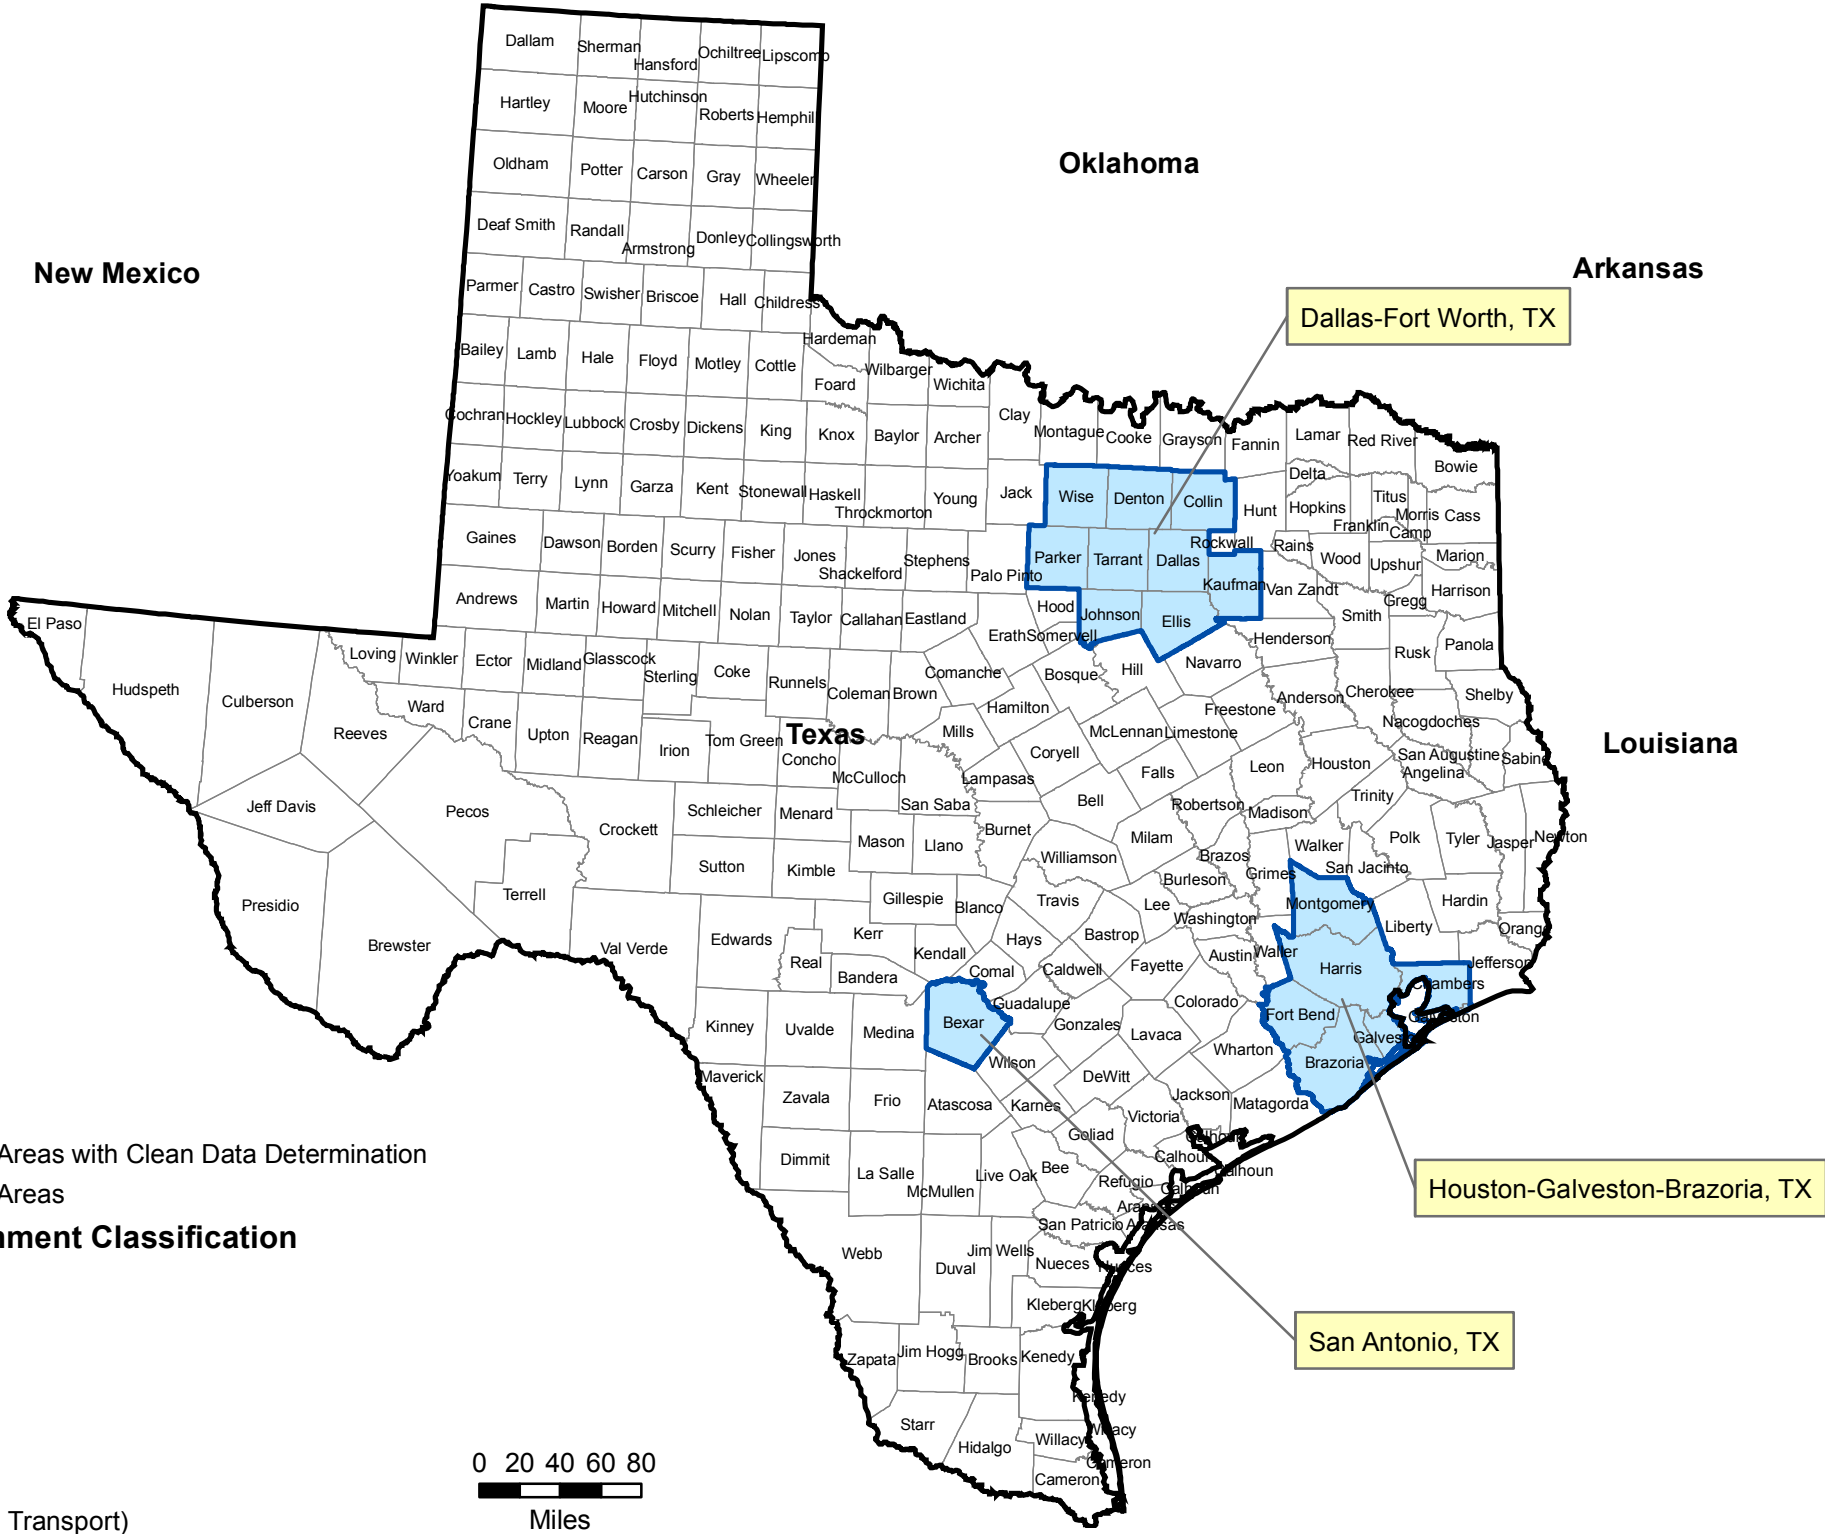 Dallam
Sherman
Hansford
Ochiltree
Lipscomb
Hartley
Moore
Hutchinson
Roberts
Hemphill
Oklahoma
Oldham
Potter
Carson
Gray
Wheeler
Deaf Smith
Randall
Armstrong
Donley
Collingsworth
New Mexico
Arkansas
Parmer
Castro
Swisher
Briscoe
Hall
Childress
Dallas-Fort Worth, TX
Hardeman
Bailey
Lamb
Hale
Floyd
Motley
Cottle
Foard
Wilbarger
Wichita
Cochran
Hockley
Lubbock
Crosby
Dickens
King
Knox
Baylor
Archer
Clay
Montague
Cooke
Grayson
Fannin
Lamar
Red River
Bowie
Yoakum
Terry
Lynn
Garza
Kent
Stonewall
Haskell
Throckmorton
Young
Jack
Wise
Denton
Collin
Hunt
Delta
Hopkins
Franklin
Titus
Morris
Camp
Cass
Gaines
Dawson
Borden
Scurry
Fisher
Jones
Shackelford
Stephens
Palo Pinto
Parker
Tarrant
Dallas
Rockwall
Rains
Wood
Upshur
Marion
Harrison
Kaufman
Van Zandt
Gregg
Smith
Andrews
Martin
Howard
Mitchell
Nolan
Taylor
Callahan
Eastland
Hood
Johnson
Ellis
Erath
Somervell
Henderson
Rusk
Panola
El Paso
Loving
Winkler
Ector
Midland
Glasscock
Sterling
Coke
Runnels
Coleman
Brown
Comanche
Bosque
Hill
Navarro
Hudspeth
Culberson
Reeves
Ward
Crane
Upton
Reagan
Irion
Tom Green
Texas
Concho
McCulloch
Mills
Hamilton
Coryell
McLennan
Limestone
Freestone
Anderson
Cherokee
Nacogdoches
Shelby
San Augustine
Sabine
Angelina
Louisiana
Houston
Leon
Falls
Lampasas
San Saba
Bell
Robertson
Madison
Trinity
Jeff Davis
Pecos
Crockett
Schleicher
Menard
Mason
Llano
Burnet
Milam
Brazos
Walker
Polk
Tyler
Jasper
Newton
Sutton
Kimble
Williamson
Burleson
Grimes
San Jacinto
Presidio
Brewster
Terrell
Gillespie
Blanco
Travis
Lee
Washington
Montgomery
Liberty
Hardin
Orange
Val Verde
Edwards
Kerr
Real
Bandera
Kendall
Hays
Comal
Bastrop
Caldwell
Fayette
Austin
Waller
Harris
Jefferson
Chambers
Kinney
Uvalde
Medina
Bexar
Guadalupe
Gonzales
Lavaca
Colorado
Fort Bend
Galveston
Galves
Wharton
Brazoria
Wilson
Maverick
Zavala
Frio
Atascosa
Karnes
DeWitt
Jackson
Matagorda
Victoria
Goliad
Calhoun
Calhoun
Calhoun
Calhoun
Areas with Clean Data Determination
Dimmit
La Salle
McMullen
Live Oak
Bee
Refugio
Areas
Houston-Galveston-Brazoria, TX
Aransas
Aransas
San Patricio
nment Classification
Webb
Duval
Jim Wells
Nueces
Nueces
Kleberg
Kleberg
San Antonio, TX
Zapata
Jim Hogg
Brooks
Kenedy
Kenedy
Starr
Hidalgo
Willacy
Willacy
Cameron
Cameron
0 20 40 60 80
Miles
Transport)